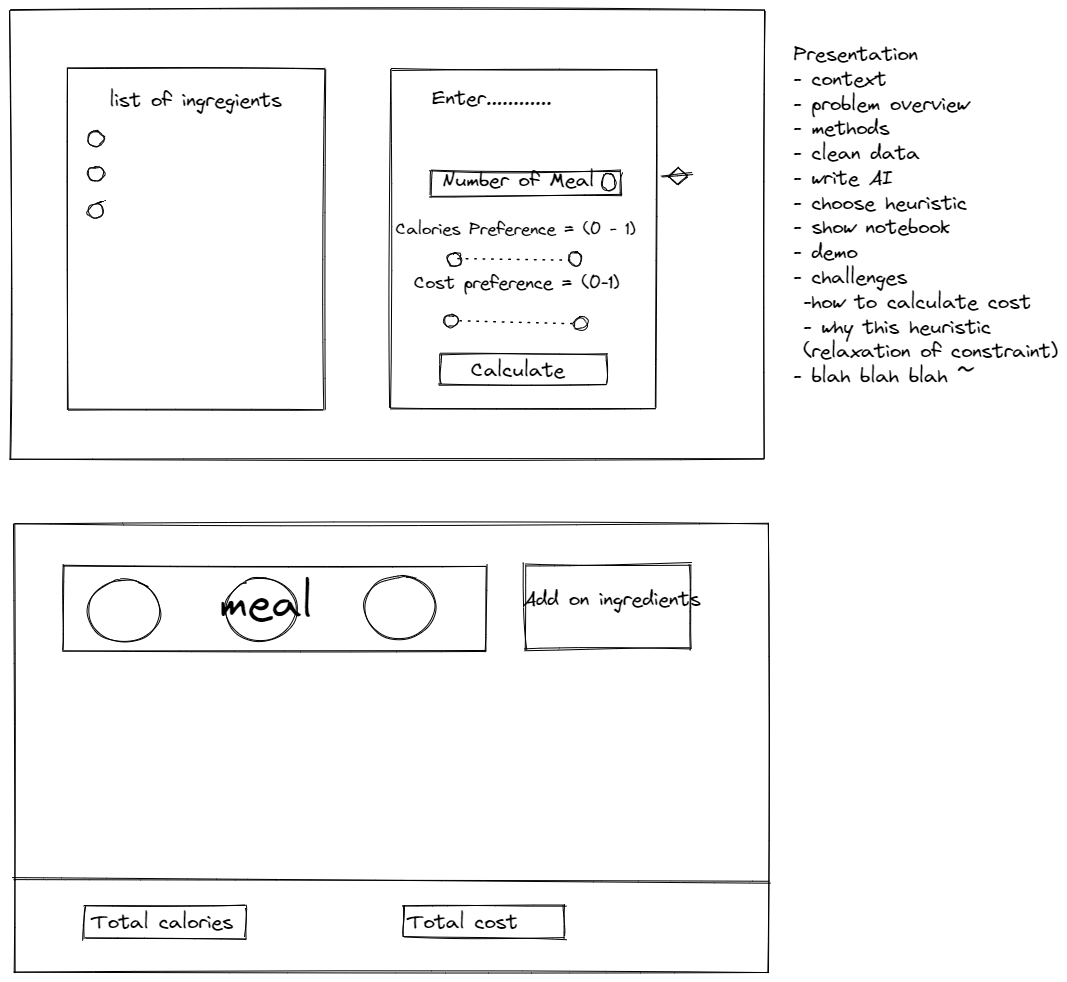 list of ingregients
Enter............
Number of Meal
Calories Preference = (0 - 1)
Cost preference = (0-1)
Calculate
Presentation
- context
- problem overview
- methods
- clean data
- write AI
- choose heuristic
- show notebook
- demo
- challenges
-how to calculate cost
- why this heuristic
(relaxation of constraint)
- blah blah blah ~
meal
Add on ingredients
Total calories
Total cost